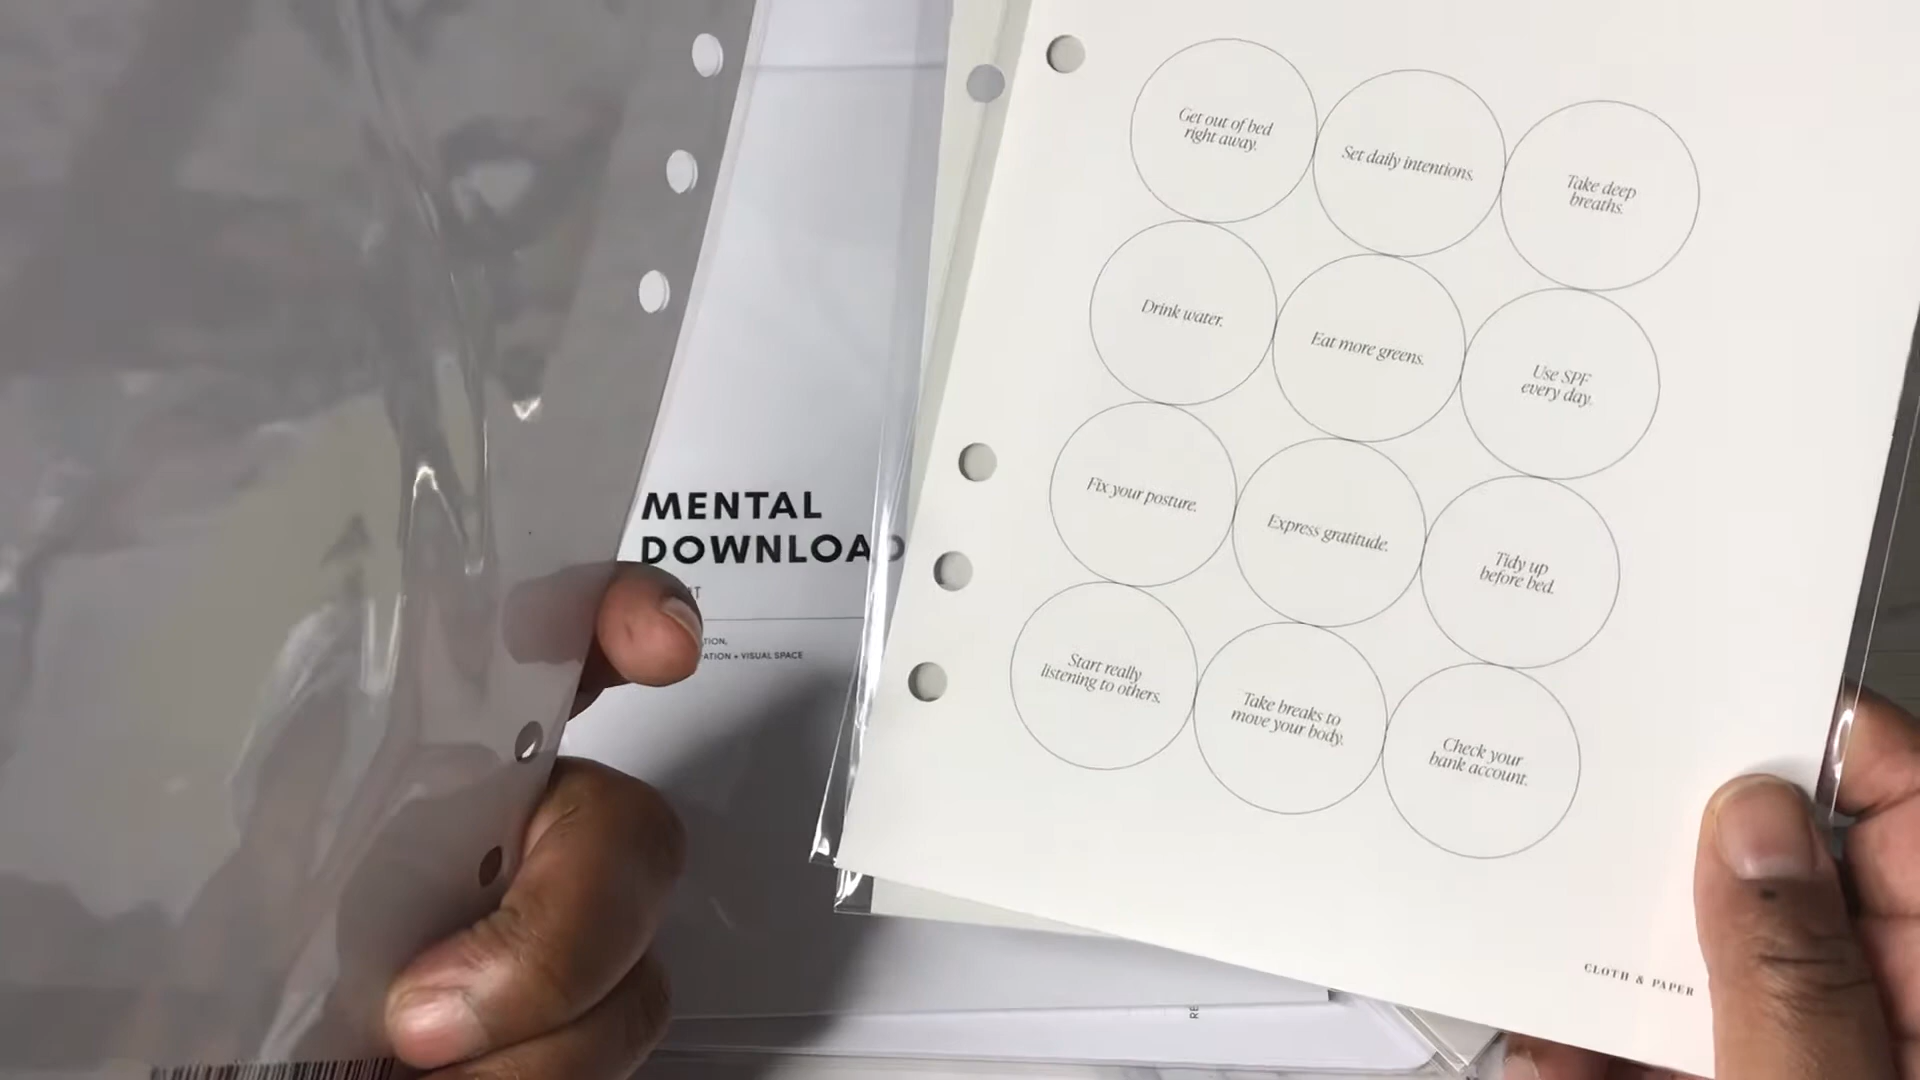 Get out of bed
right away.
Set daily intentions.
Take deep
breaths.
Drink water.
Eat more greens.
Use SPF
every day.
Fix your posture.
Express gratitude.
Tidy up
before bed.
Start really
listening to others.
Take breaks to
move your body.
Check your
bank account.
CLOTH & PAPER
MENTAL
DOWNLOAD
+ VISUAL SPACE